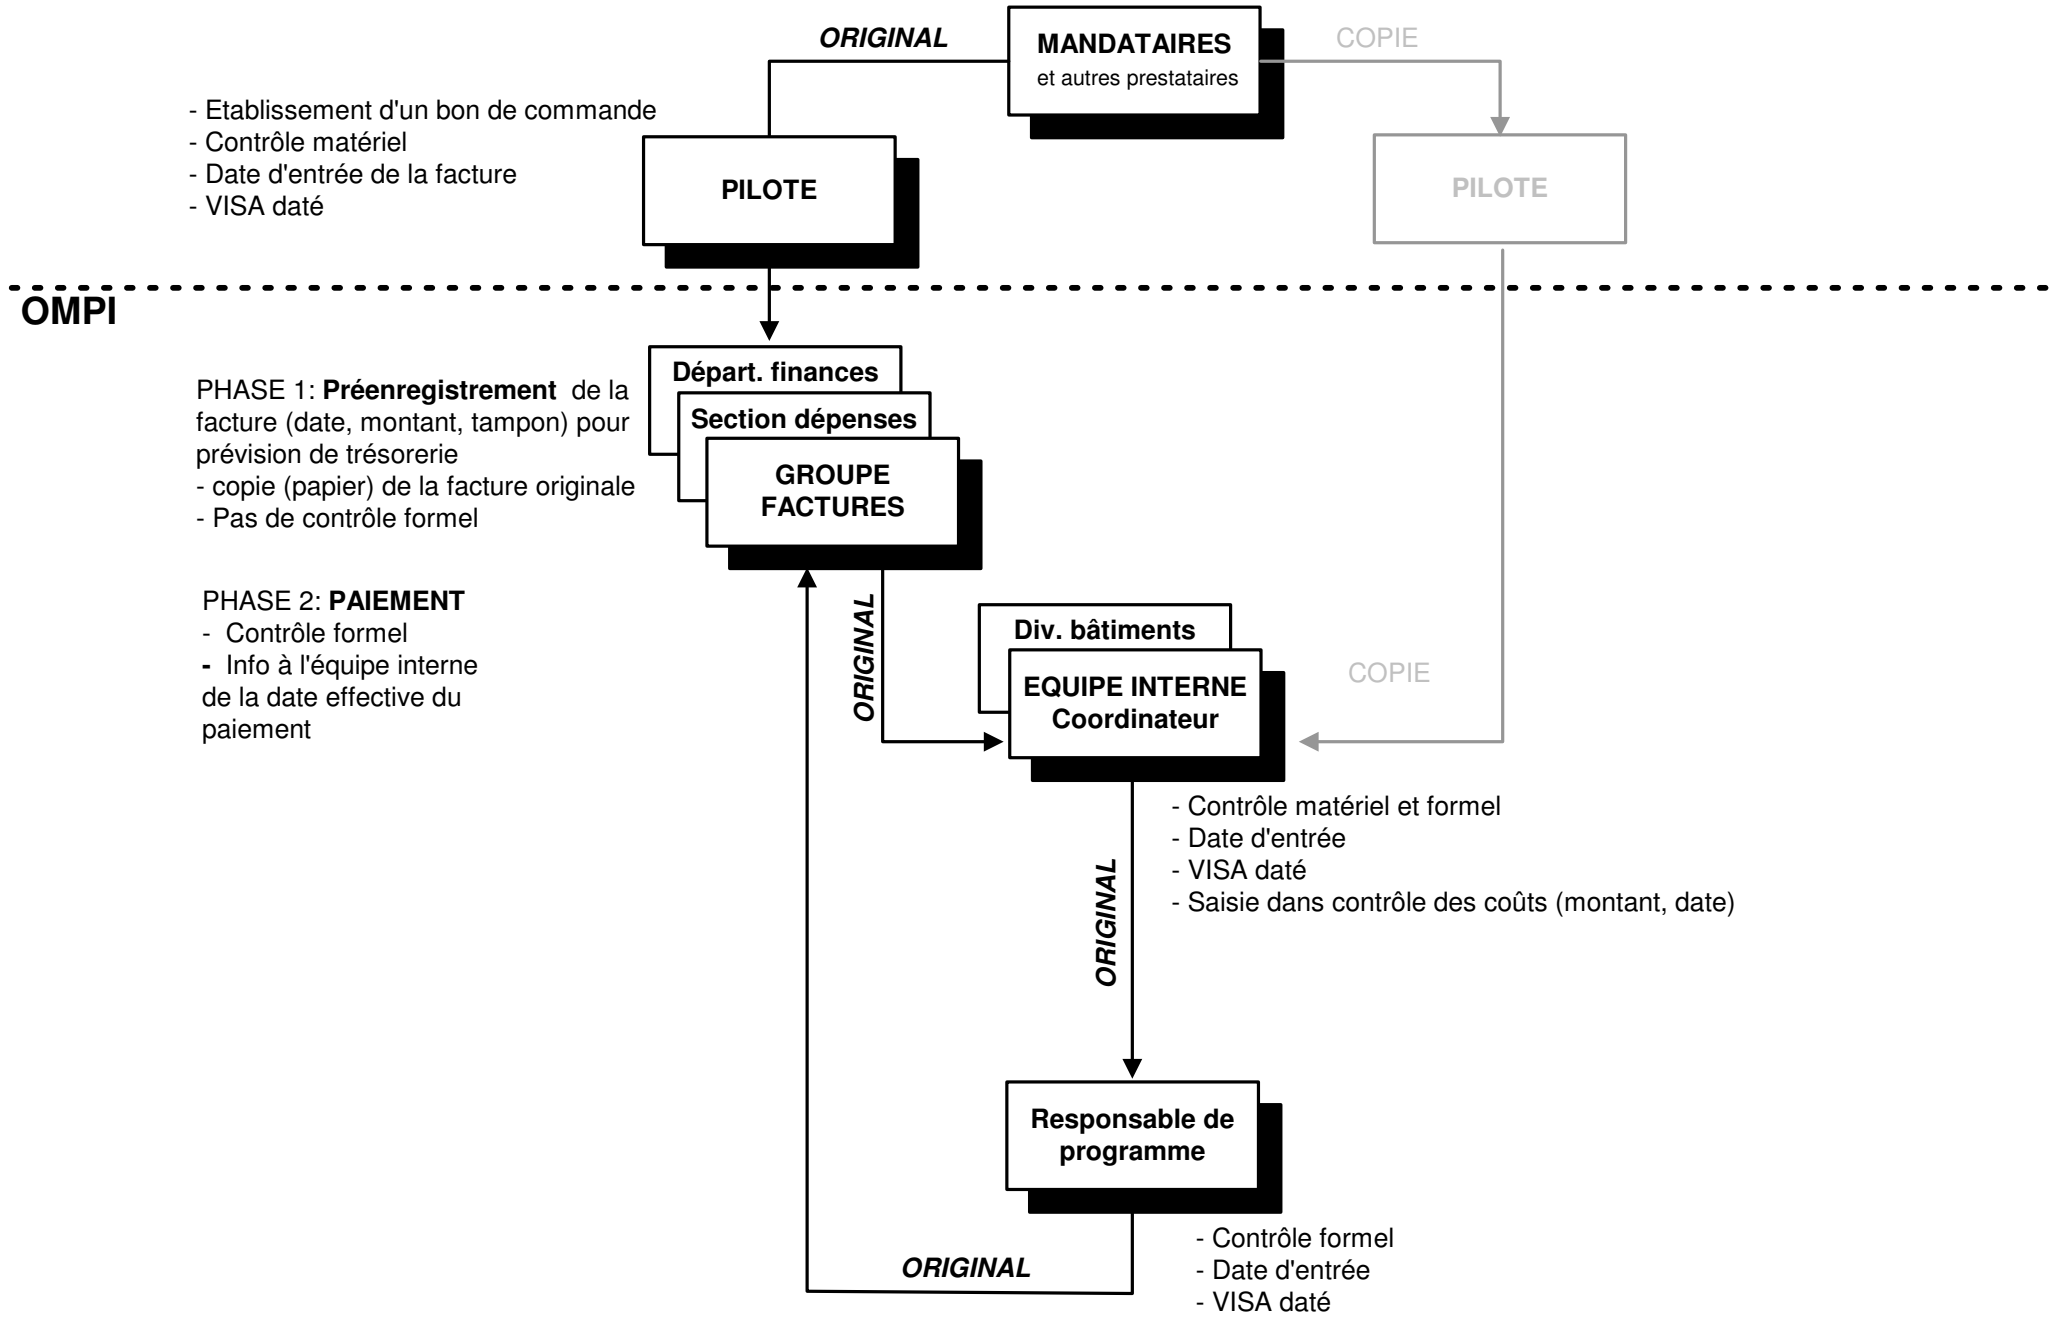 ORIGINAL
MANDATAIRES
et autres prestataires
COPIE
- Etablissement d'un bon de commande
- Contrôle matériel
- Date d'entrée de la facture
- VISA daté
PILOTE
PILOTE
OMPI
Départ. finances
Section dépenses
GROUPE
FACTURES
PHASE 1: Préenregistrement de la
facture (date, montant, tampon) pour
prévision de trésorerie
- copie (papier) de la facture originale
- Pas de contrôle formel
PHASE 2: PAIEMENT
- Contrôle formel
- Info à l'équipe interne
de la date effective du
paiement
ORIGINAL
Div. bâtiments
EQUIPE INTERNE
Coordinateur
COPIE
- Contrôle matériel et formel
- Date d'entrée
- VISA daté
- Saisie dans contrôle des coûts (montant, date)
ORIGINAL
Responsable de
programme
ORIGINAL
- Contrôle formel
- Date d'entrée
- VISA daté